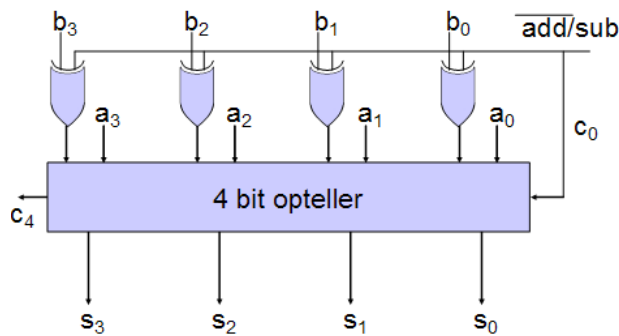 b₃ b₂ b₁ b₀ add/sub
a₃ a₂ a₁ a₀ c₀
4 bit opteller
c₄
s₃ s₂ s₁ s₀